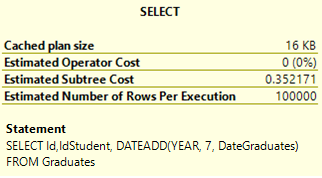 SELECT
Cached plan size 16 KB
Estimated Operator Cost 0 (0%)
Estimated Subtree Cost 0.352171
Estimated Number of Rows Per Execution 100000
Statement
SELECT Id,IdStudent, DATEADD(YEAR, 7, DateGraduates)
FROM Graduates